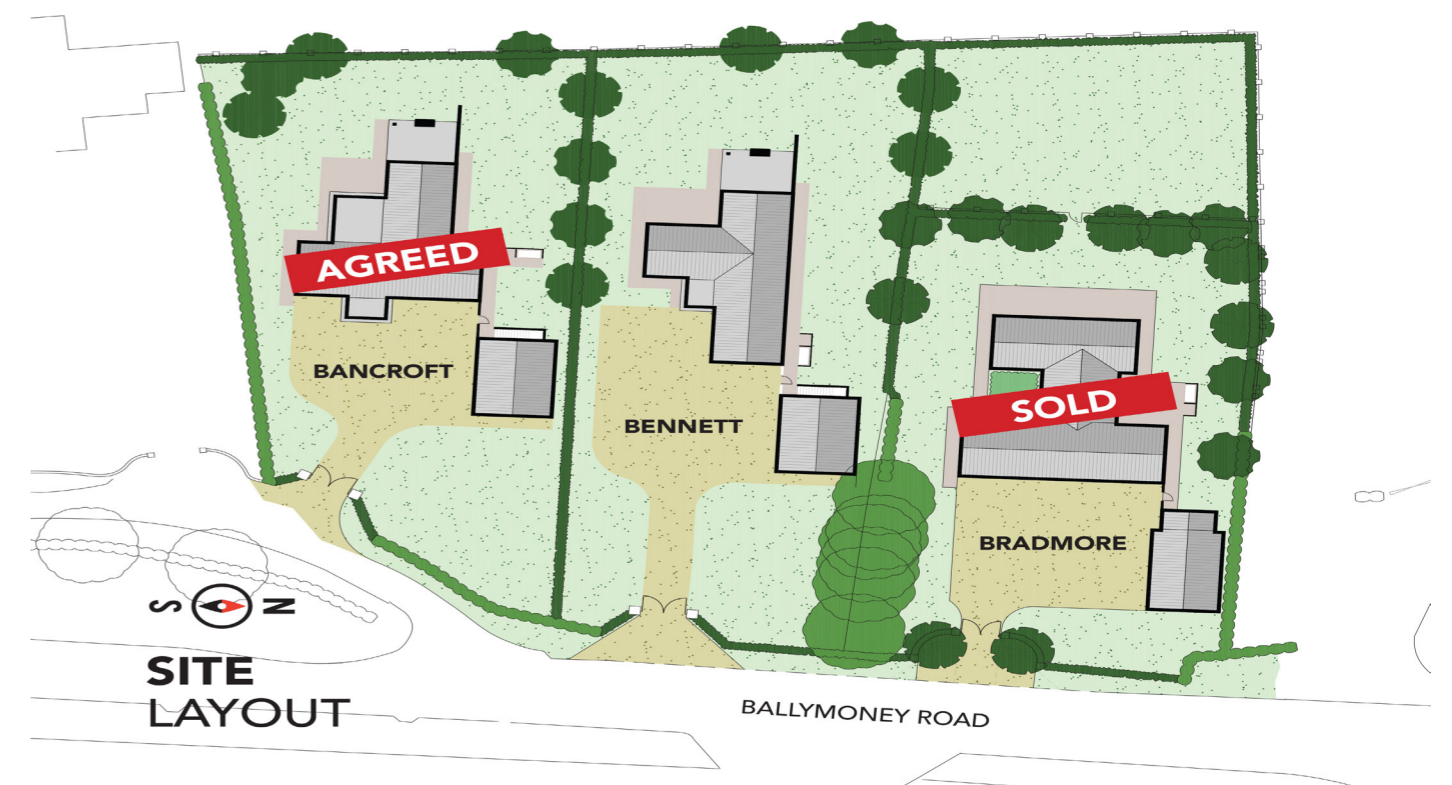 AGREED
BANCROFT
BENNETT
SOLD
BRADMORE
S N
SITE
LAYOUT
BALLYMONEY ROAD